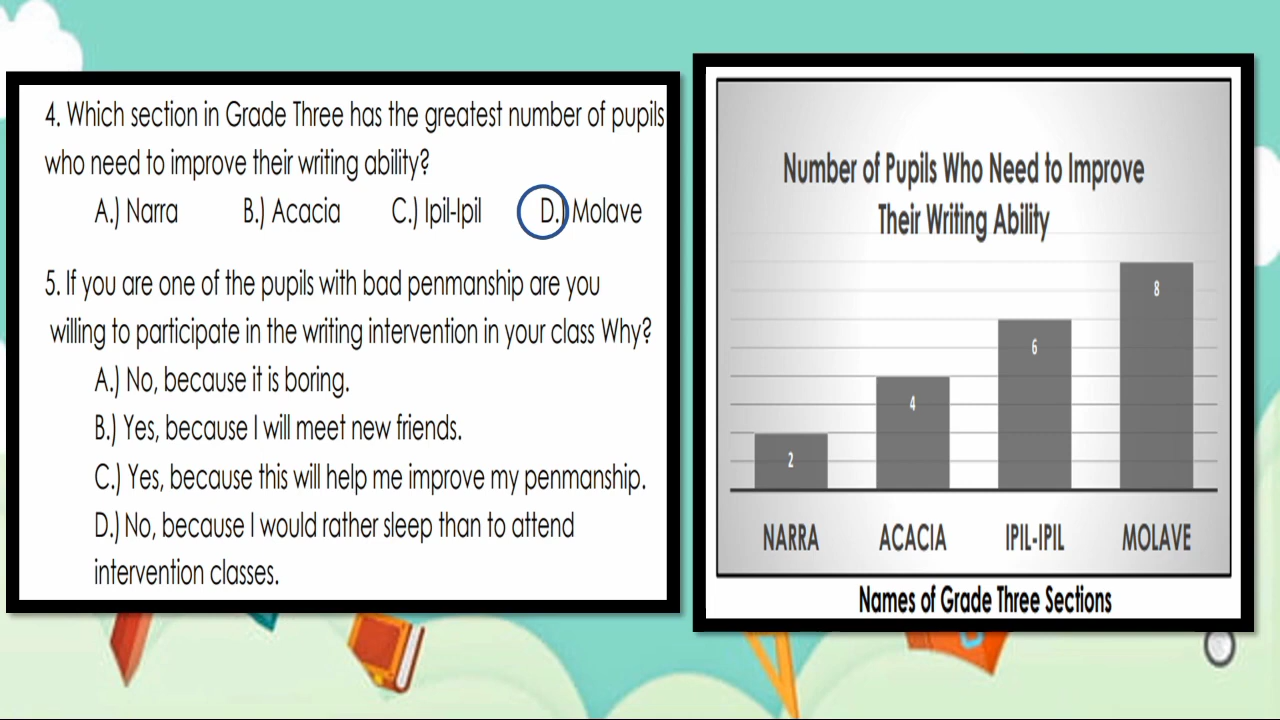 4. Which section in Grade Three has the greatest number of pupils
who need to improve their writing ability?
A.) Narra B.) Acacia C.) Ipil-Ipil D.) Molave
5. If you are one of the pupils with bad penmanship are you
willing to participate in the writing intervention in your class Why?
A.) No, because it is boring.
B.) Yes, because I will meet new friends.
C.) Yes, because this will help me improve my penmanship.
D.) No, because I would rather sleep than to attend
intervention classes.
Number of Pupils Who Need to Improve
Their Writing Ability
2
4
6
8
NARRA ACACIA IPIL-IPIL MOLAVE
Names of Grade Three Sections